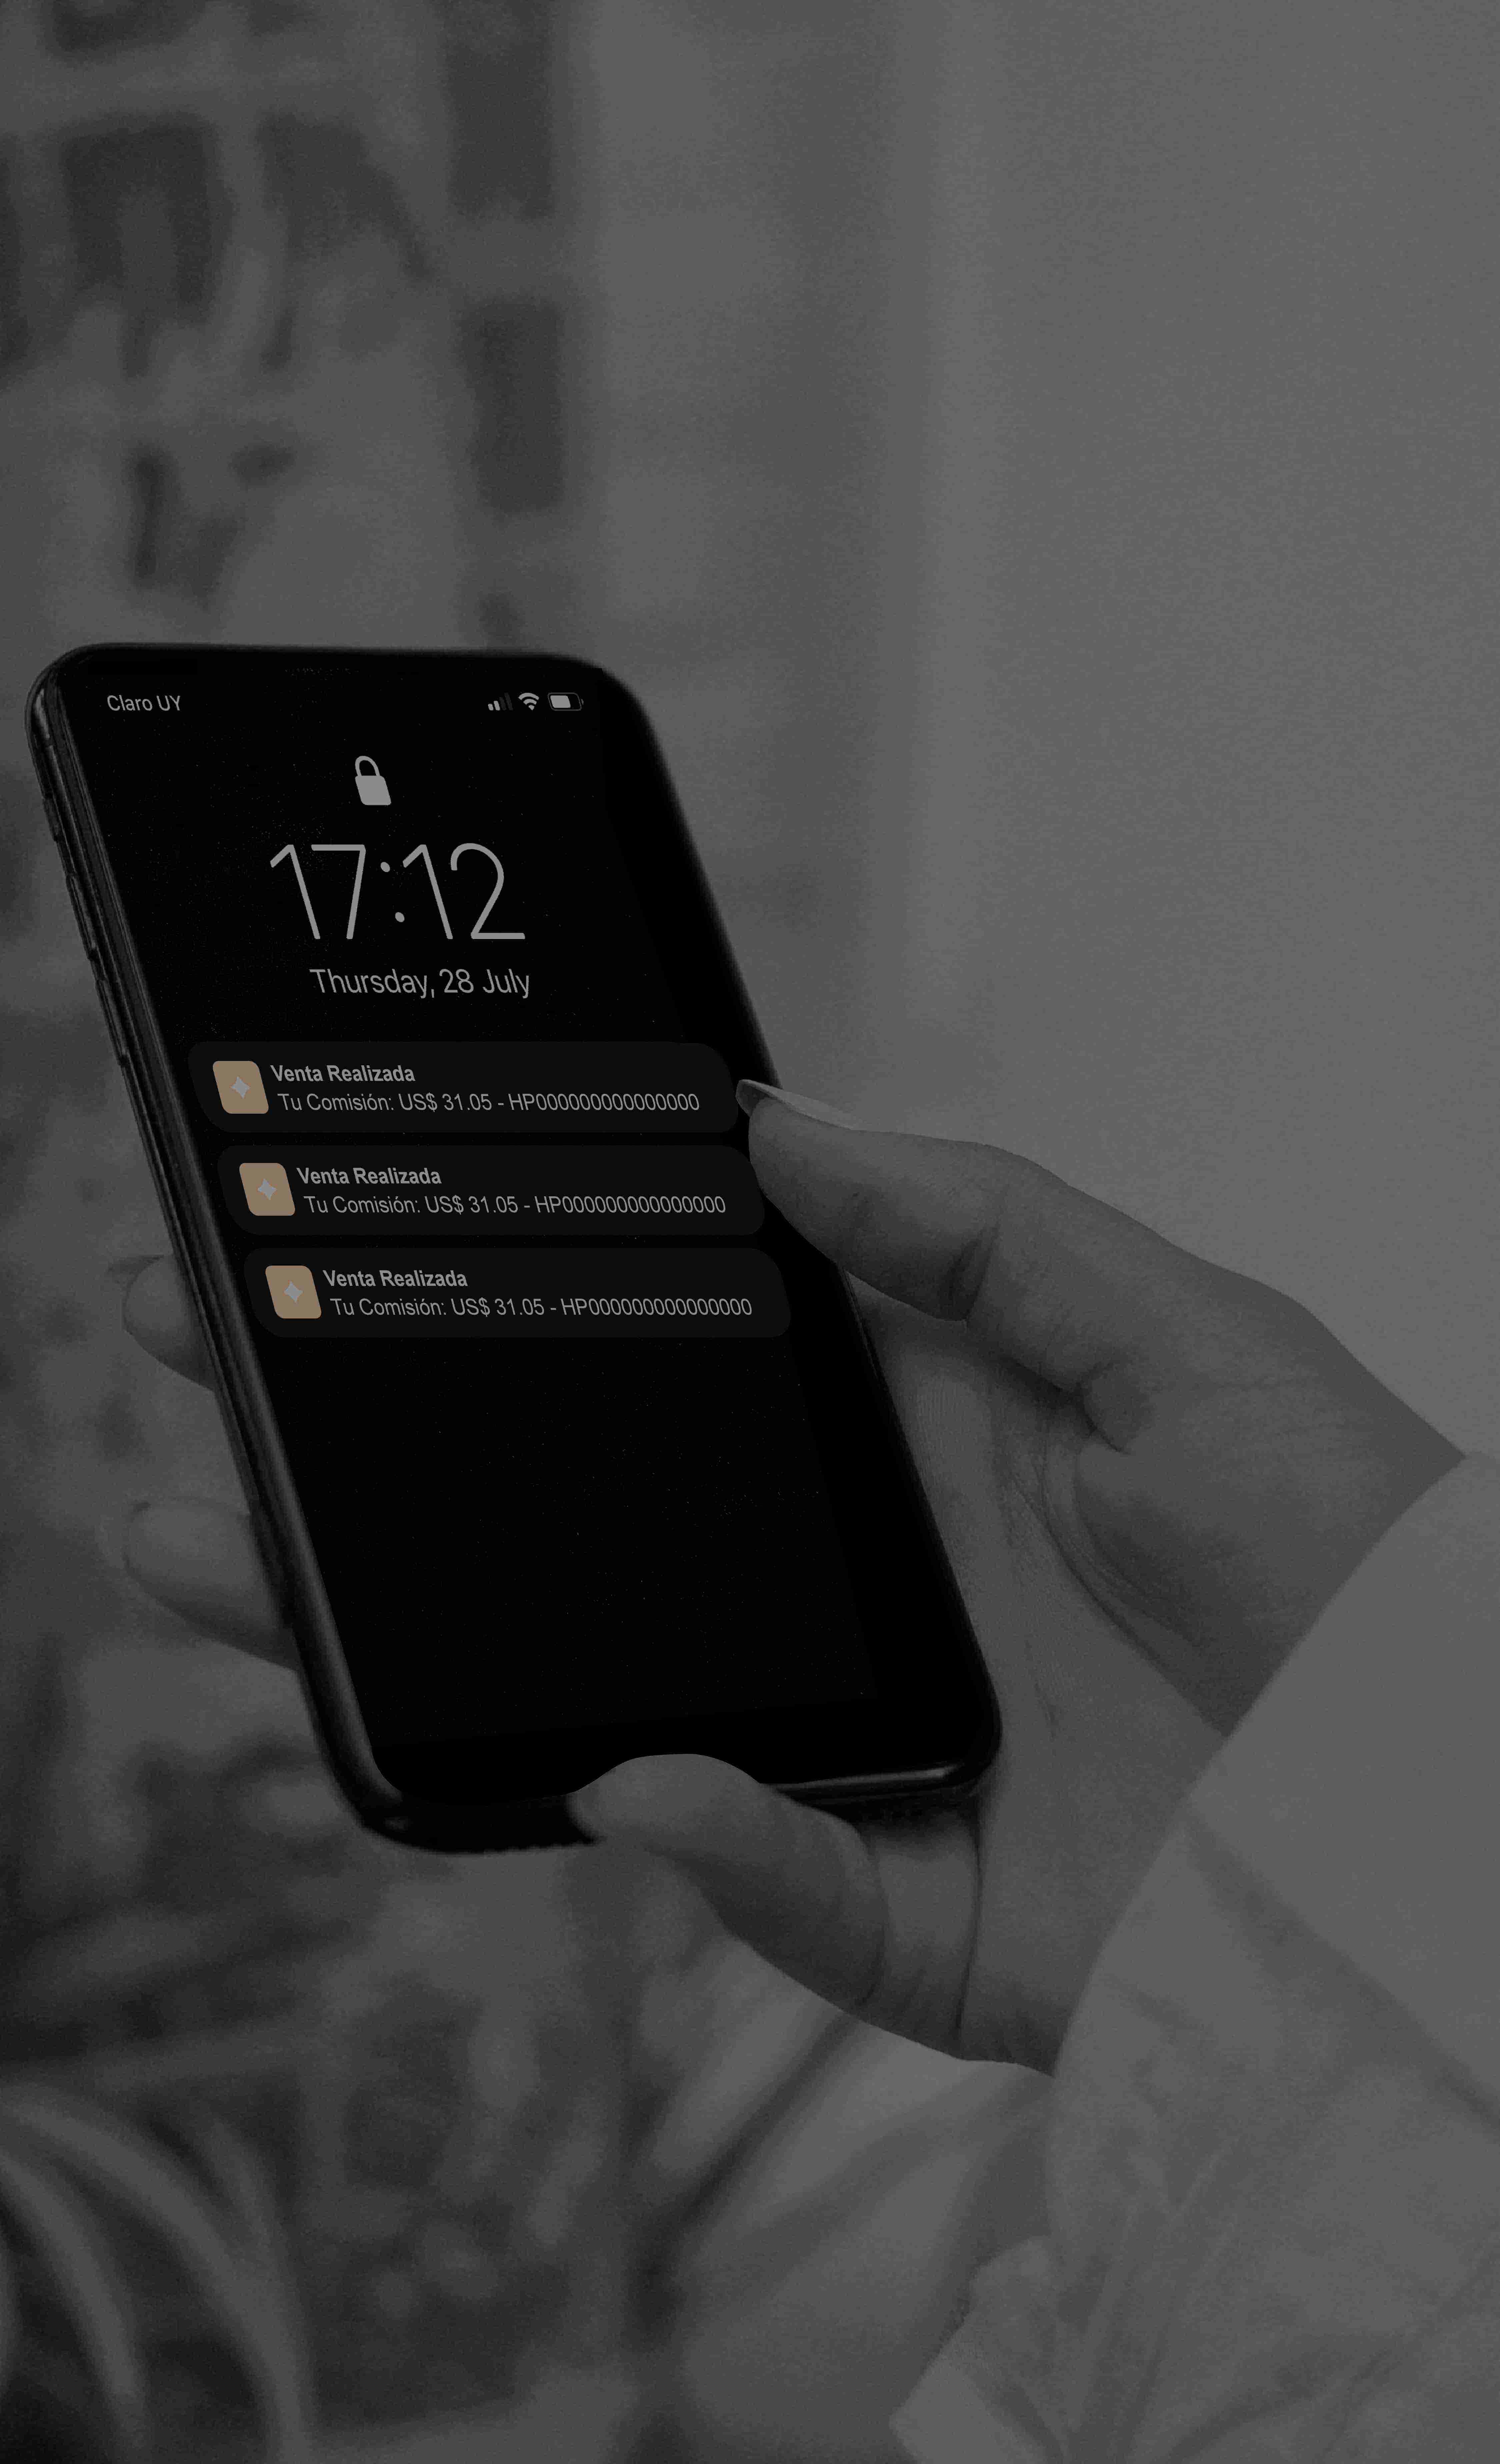 Claro UY
17:12
Thursday, 28 July
Venta Realizada
Tu Comisión: US$ 31.05 - HP000000000000000
Venta Realizada
Tu Comisión: US$ 31.05 - HP000000000000000
Venta Realizada
Tu Comisión: US$ 31.05 - HP000000000000000